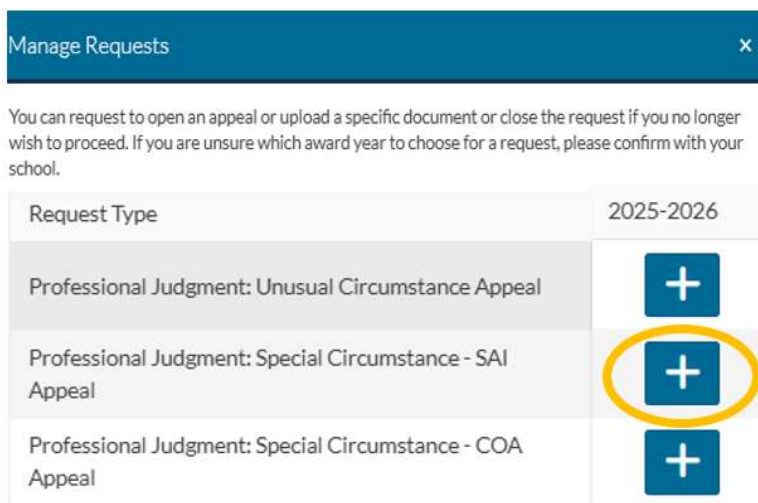 Manage Requests x
You can request to open an appeal or upload a specific document or close the request if you no longer
wish to proceed. If you are unsure which award year to choose for a request, please confirm with your
school.
Request Type 2025-2026
Professional Judgment: Unusual Circumstance Appeal +
Professional Judgment: Special Circumstance - SAI
Appeal +
Professional Judgment: Special Circumstance - COA
Appeal +